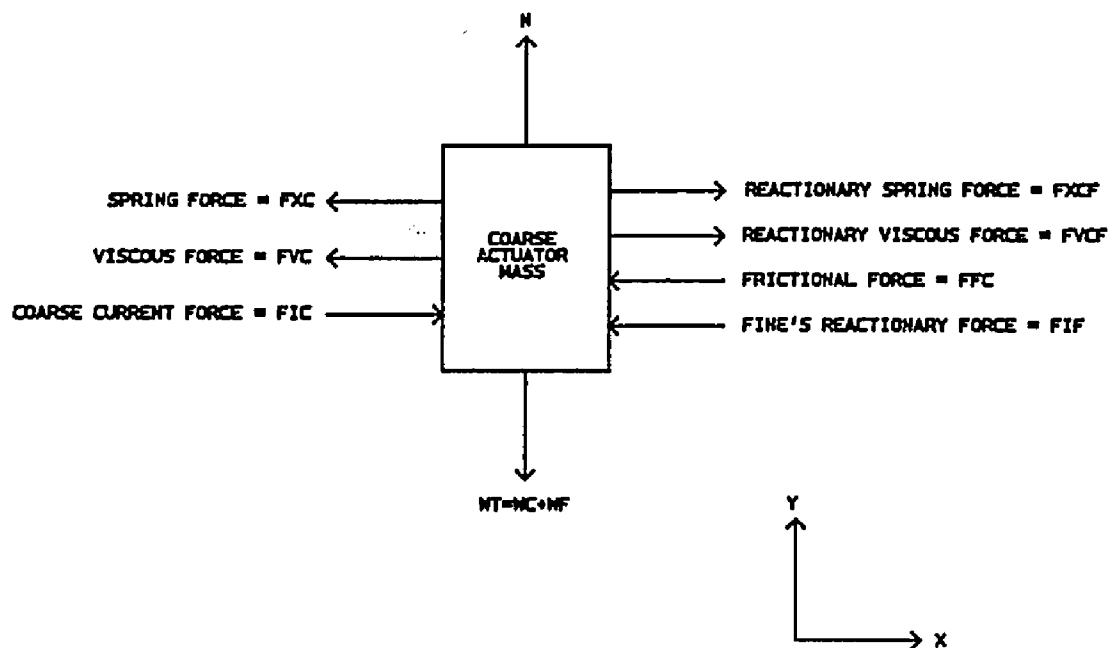 N
SPRING FORCE = FXC
REACTIONARY SPRING FORCE = FXCF
VISCOUS FORCE = FVC
COARSE
ACTUATOR
MASS
REACTIONARY VISCOUS FORCE = FVCF
FRICTIONAL FORCE = FFC
COARSE CURRENT FORCE = FIC
FINE'S REACTIONARY FORCE = FIF
WT=WC+WF
Y
X